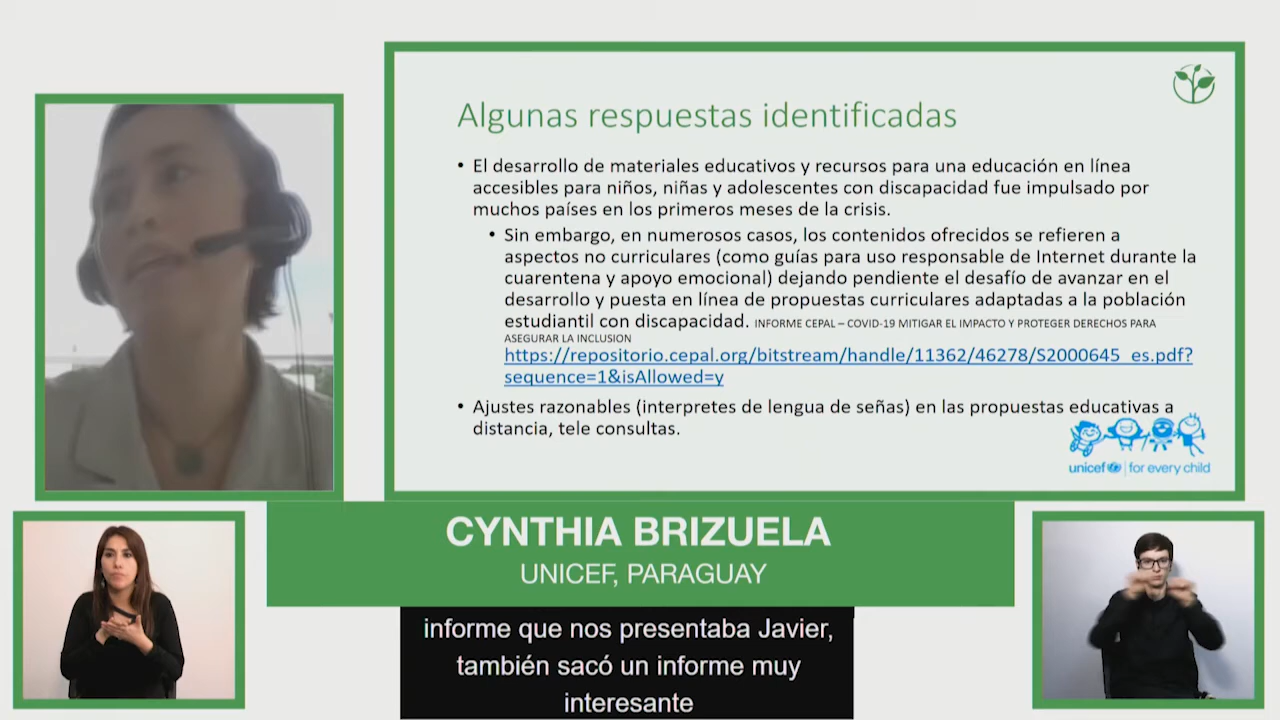 Algunas respuestas identificadas
• El desarrollo de materiales educativos y recursos para una educación en línea
accesibles para niños, niñas y adolescentes con discapacidad fue impulsado por
muchos países en los primeros meses de la crisis.
• Sin embargo, en numerosos casos, los contenidos ofrecidos se refieren a
aspectos no curriculares (como guías para uso responsable de Internet durante la
cuarentena y apoyo emocional) dejando pendiente el desafío de avanzar en el
desarrollo y puesta en línea de propuestas curriculares adaptadas a la población
estudiantil con discapacidad. INFORME CEPAL – COVID-19 MITIGAR EL IMPACTO Y PROTEGER DERECHOS PARA
ASEGURAR LA INCLUSION
https://repositorio.cepal.org/bitstream/handle/11362/46278/S2000645_es.pdf?
sequence=1&isAllowed=y
• Ajustes razonables (interpretes de lengua de señas) en las propuestas educativas a
distancia, tele consultas.
unicef | for every child
CYNTHIA BRIZUELA
UNICEF, PARAGUAY
informe que nos presentaba Javier,
también sacó un informe muy
interesante